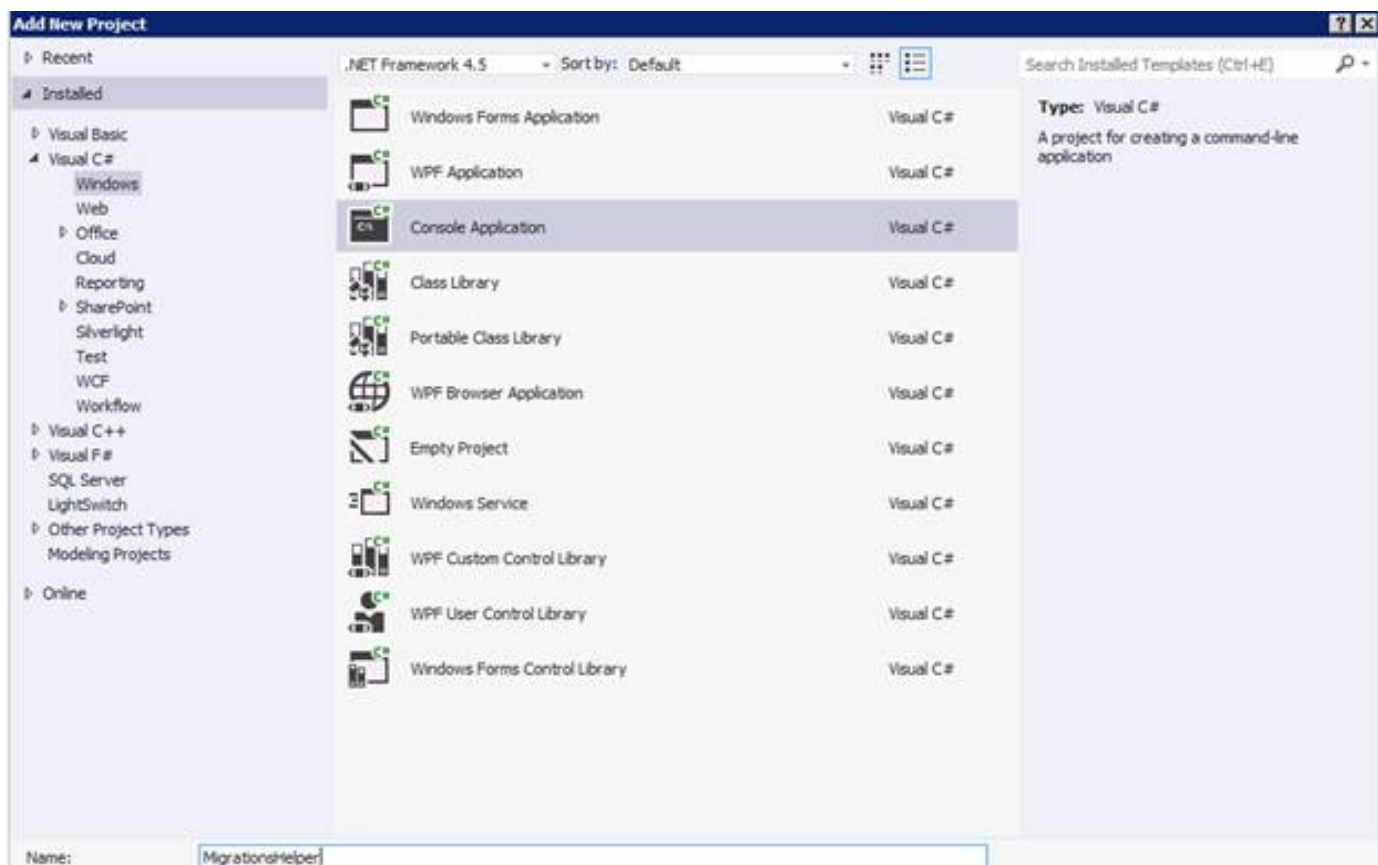 Add New Project
Recent
Installed
Visual Basic
Visual C#
Windows
Web
Office
Cloud
Reporting
SharePoint
Silverlight
Test
WCF
Workflow
Visual C++
Visual F#
SQL Server
LightSwitch
Other Project Types
Modeling Projects
Online
.NET Framework 4.5 Sort by: Default
Windows Forms Application Visual C#
WPF Application Visual C#
Console Application Visual C#
Class Library Visual C#
Portable Class Library Visual C#
WPF Browser Application Visual C#
Empty Project Visual C#
Windows Service Visual C#
WPF Custom Control Library Visual C#
WPF User Control Library Visual C#
Windows Forms Control Library Visual C#
Search Installed Templates (Ctrl+E)
Type: Visual C#
A project for creating a command-line
application
Name: MigrationsHelper